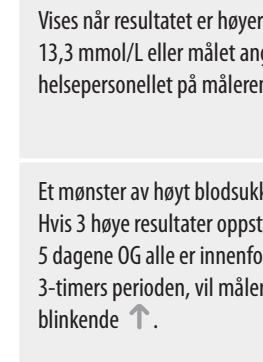 Vises når resultatet er høyer
13,3 mmol/L eller målet ang
helsepersonellet på måleren
Et mønster av høyt blodsukk
Hvis 3 høye resultater oppst
5 dagene OG alle er innenfo
3-timers perioden, vil måler
blinkende ↑.